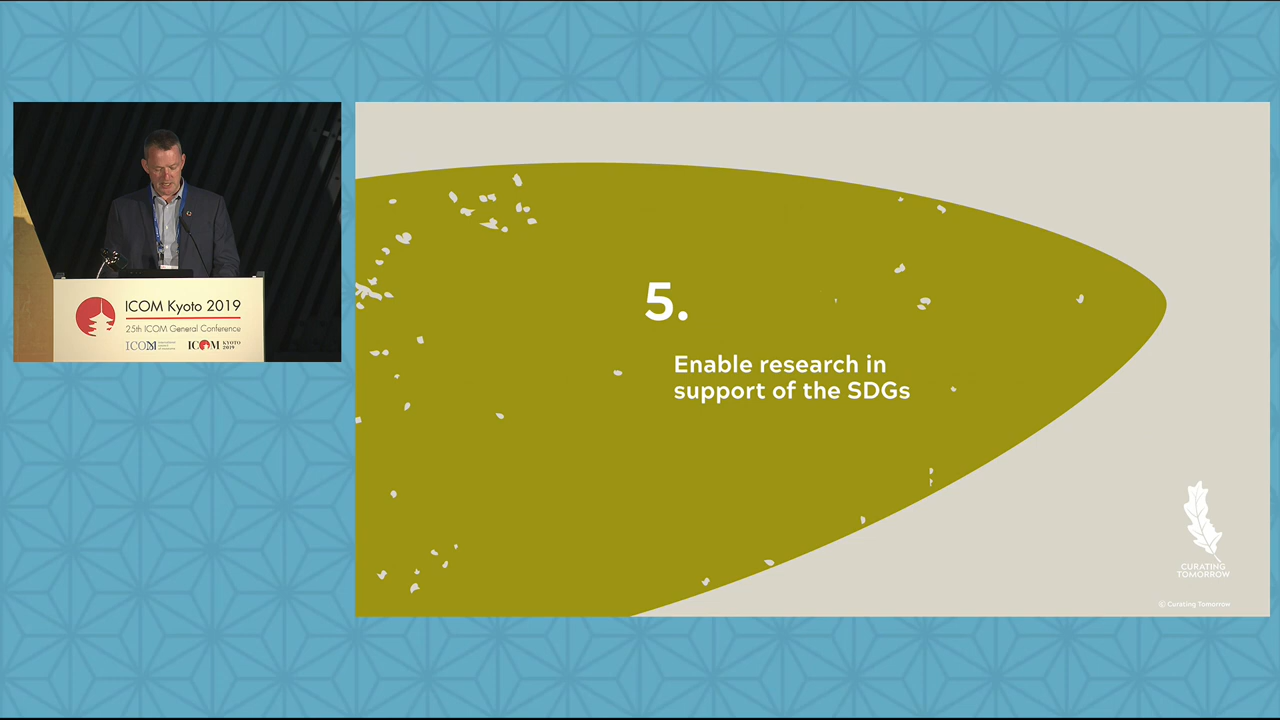 ICOM Kyoto 2019
25th ICOM General Conference
ICOM
ICOM KYOTO
2019
5.
Enable research in
support of the SDGs
CURATING
TOMORROW
© Curating Tomorrow